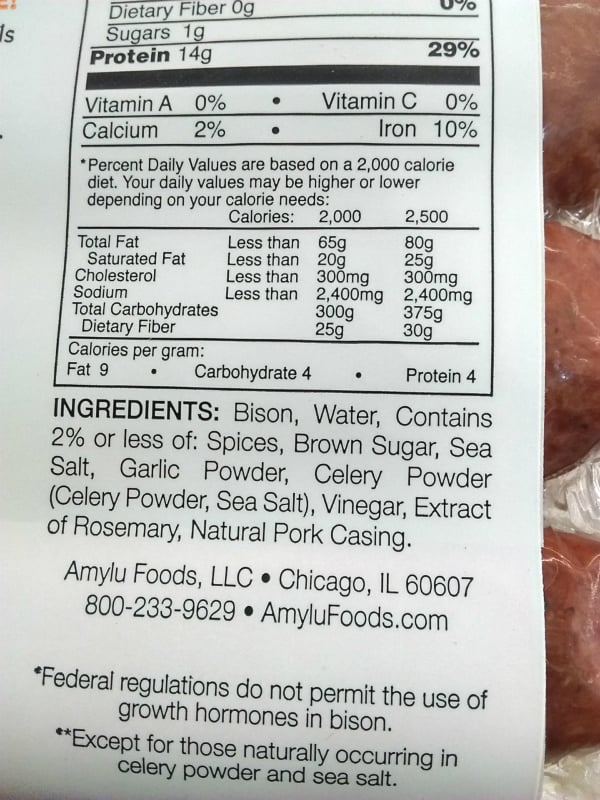 Dietary Fiber 0g 0%
Sugars 1g
Protein 14g 29%
Vitamin A 0% • Vitamin C 0%
Calcium 2% • Iron 10%
*Percent Daily Values are based on a 2,000 calorie
diet. Your daily values may be higher or lower
depending on your calorie needs:
Calories: 2,000 2,500
Total Fat Less than 65g 80g
Saturated Fat Less than 20g 25g
Cholesterol Less than 300mg 300mg
Sodium Less than 2,400mg 2,400mg
Total Carbohydrates 300g 375g
Dietary Fiber 25g 30g
Calories per gram:
Fat 9 • Carbohydrate 4 • Protein 4
INGREDIENTS: Bison, Water, Contains
2% or less of: Spices, Brown Sugar, Sea
Salt, Garlic Powder, Celery Powder
(Celery Powder, Sea Salt), Vinegar, Extract
of Rosemary, Natural Pork Casing.
Amylu Foods, LLC • Chicago, IL 60607
800-233-9629 • AmyluFoods.com
*Federal regulations do not permit the use of
growth hormones in bison.
**Except for those naturally occurring in
celery powder and sea salt.